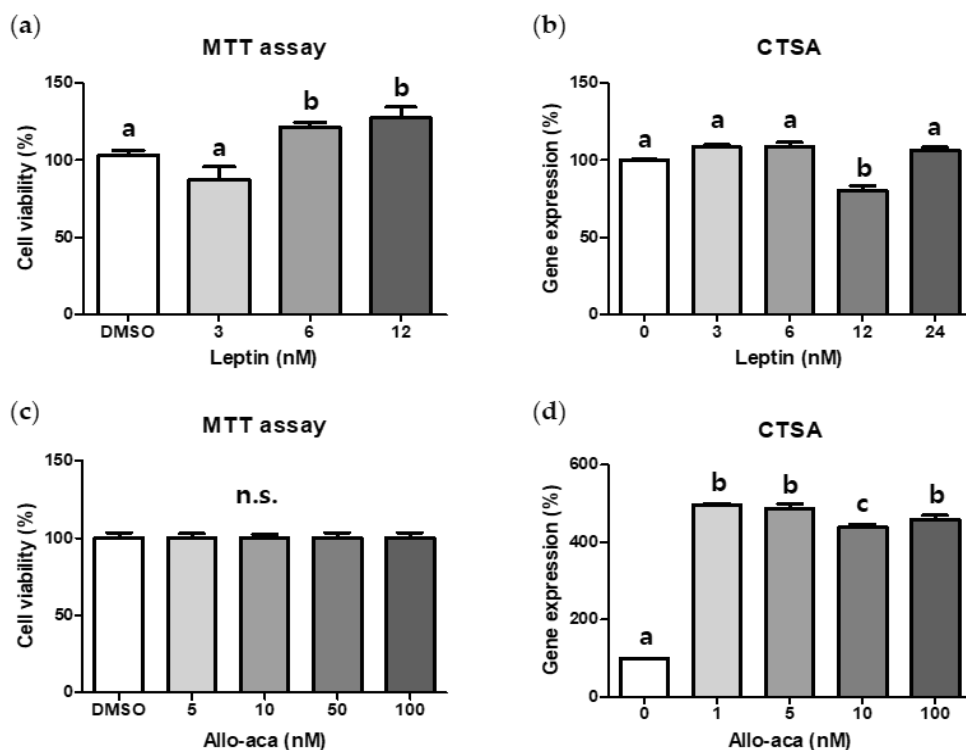 (a)
MTT assay
Cell viability (%)
150
100
50
0
a
a
b
b
DMSO 3 6 12
Leptin (nM)
(b)
CTSA
Gene expression (%)
150
100
50
0
a
a
a
b
a
0 3 6 12 24
Leptin (nM)
(c)
MTT assay
Cell viability (%)
150
100
50
0
n.s.
DMSO 5 10 50 100
Allo-aca (nM)
(d)
CTSA
Gene expression (%)
600
400
200
0
a
b
b
c
b
0 1 5 10 100
Allo-aca (nM)